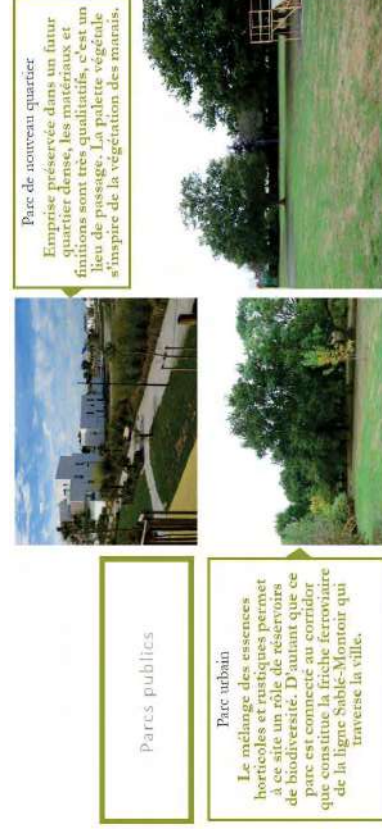 Parcs publics
Parc urbain
Le mélange des essences
horticoles et rustiques permet
à ce site un rôle de réservoirs
de biodiversité. D'autant que ce
parc est connecté au corridor
que constitue la friche ferroviaire
de la ligne Sablé-Montoir qui
traverse la ville.
Parc de nouveau quartier
Emprise préservée dans un futur
quartier dense, les matériaux et
finitions sont très qualitatifs, c'est un
lieu de passage. La palette végétale
s'inspire de la végétation des marais.